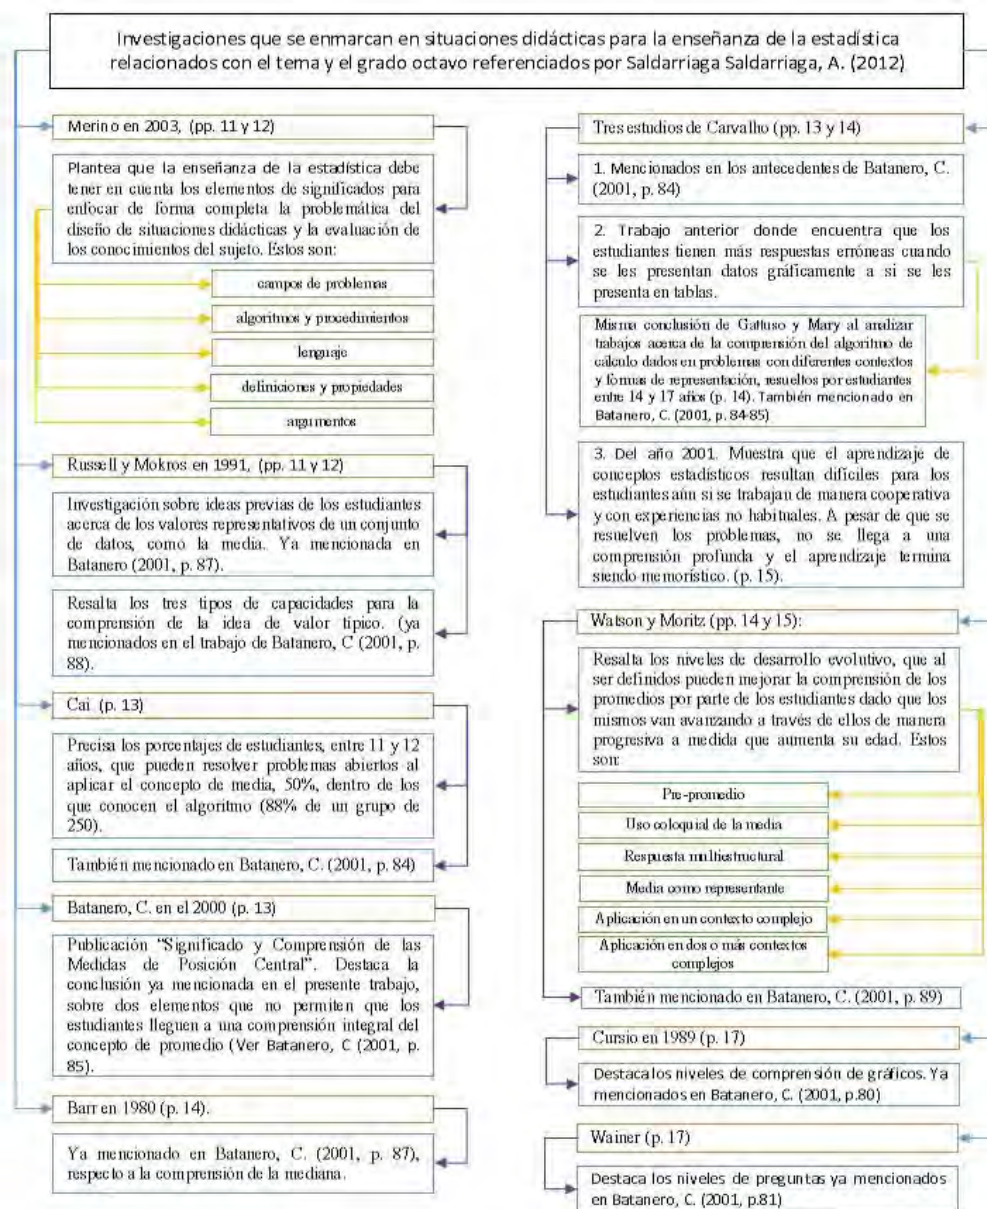 Investigaciones que se enmarcan en situaciones didácticas para la enseñanza de la estadística
relacionados con el tema y el grado octavo referenciados por Saldarriaga Saldarriaga, A. (2012)
Merino en 2003, (pp. 11 y 12)
Plantea que la enseñanza de la estadística debe
tener en cuenta los elementos de significados para
enfocar de forma completa la problemática del
diseño de situaciones didácticas y la evaluación de
los conocimientos del sujeto. Estos son:
campos de problemas
algoritmos y procedimientos
lenguaje
definiciones y propiedades
argumentos
Russell y Mokros en 1991, (pp. 11 y 12)
Investigación sobre ideas previas de los estudiantes
acerca de los valores representativos de un conjunto
de datos, como la media. Ya mencionada en
Batanero (2001, p. 87).
Resalta los tres tipos de capacidades para la
comprensión de la idea de valor típico. (ya
mencionados en el trabajo de Batanero, C (2001, p.
88).
Cai. (p. 13)
Precisa los porcentajes de estudiantes, entre 11 y 12
años, que pueden resolver problemas abiertos al
aplicar el concepto de media, 50%, dentro de los
que conocen el algoritmo (88% de un grupo de
250).
También mencionado en Batanero, C. (2001, p. 84)
Batanero, C. en el 2000 (p. 13)
Publicación "Significado y Comprensión de las
Medidas de Posición Central". Destaca la
conclusión ya mencionada en el presente trabajo,
sobre dos elementos que no permiten que los
estudiantes lleguen a una comprensión integral del
concepto de promedio (Ver Batanero, C (2001, p.
85).
Barr en 1980 (p. 14).
Ya mencionado en Batanero, C. (2001, p. 87),
respecto a la comprensión de la mediana.
Tres estudios de Carvalho (pp. 13 y 14)
1. Mencionados en los antecedentes de Batanero, C.
(2001, p. 84)
2. Trabajo anterior donde encuentra que los
estudiantes tienen más respuestas erróneas cuando
se les presentan datos gráficamente a si se les
presenta en tablas.
Misma conclusión de Gattuso y Mary al analizar
trabajos acerca de la comprensión del algoritmo de
cálculo dados en problemas con diferentes contextos
y formas de representación, resueltos por estudiantes
entre 14 y 17 años (p. 14). También mencionado en
Batanero, C. (2001, p. 84-85)
3. Del año 2001. Muestra que el aprendizaje de
conceptos estadísticos resultan difíciles para los
estudiantes aún si se trabajan de manera cooperativa
y con experiencias no habituales. A pesar de que se
resuelven los problemas, no se llega a una
comprensión profunda y el aprendizaje termina
siendo memorístico. (p. 15).
Watson y Moritz (pp. 14 y 15):
Resalta los niveles de desarrollo evolutivo, que al
ser definidos pueden mejorar la comprensión de los
promedios por parte de los estudiantes dado que los
mismos van avanzando a través de ellos de manera
progresiva a medida que aumenta su edad. Estos
son:
Pre-promedio
Uso coloquial de la media
Respuesta multiestructural
Media como representante
Aplicación en un contexto complejo
Aplicación en dos o más contextos
complejos
También mencionado en Batanero, C. (2001, p. 89)
Cursio en 1989 (p. 17)
Destaca los niveles de comprensión de gráficos. Ya
mencionados en Batanero, C. (2001, p.80)
Wainer (p. 17)
Destaca los niveles de preguntas ya mencionados
en Batanero, C. (2001, p.81)